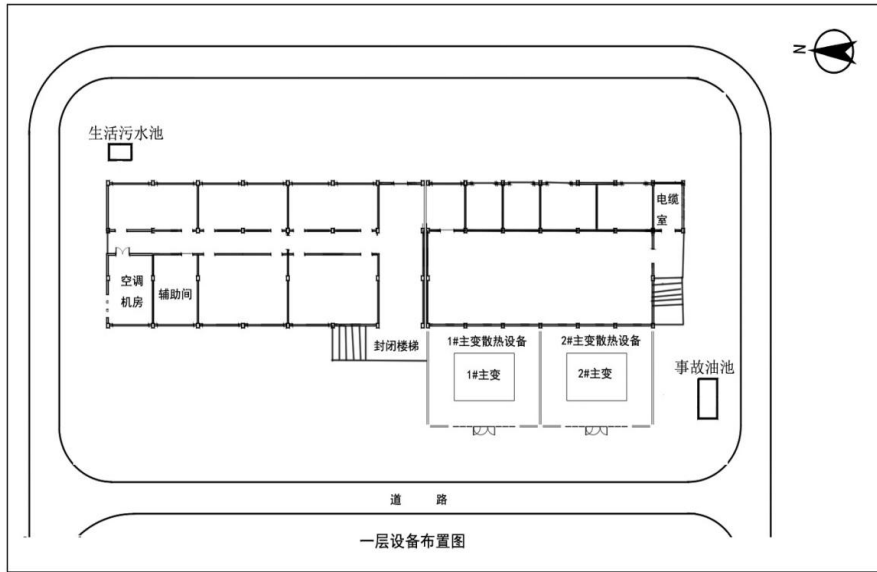 N
生活污水池
电缆
室
空调
机房
辅助间
封闭楼梯
1#主变散热设备
2#主变散热设备
1#主变
2#主变
事故油池
道 路
一层设备布置图